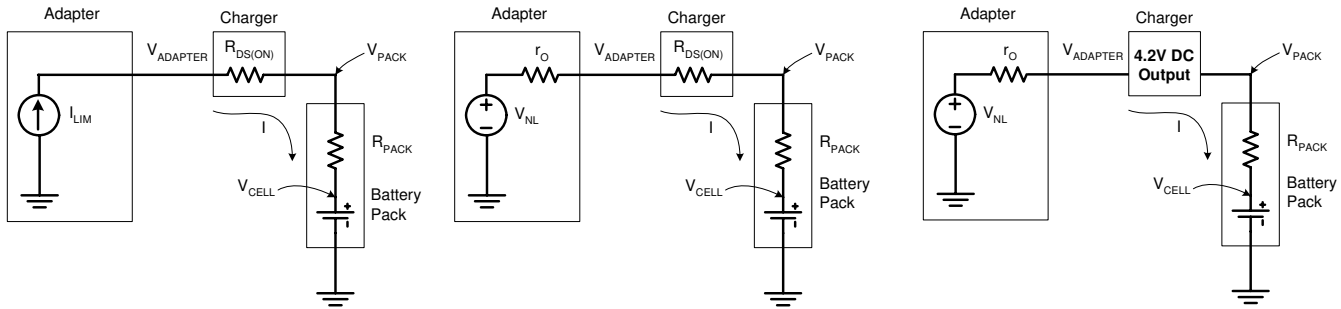 Adapter
Charger
V_ADAPTER
R_DS(ON)
V_PACK
I_LIM
I
R_PACK
V_CELL
Battery
Pack
+
Adapter
Charger
r_O
V_ADAPTER
R_DS(ON)
V_PACK
+
V_NL
-
I
R_PACK
V_CELL
Battery
Pack
+
Adapter
Charger
r_O
V_ADAPTER
4.2V DC
Output
V_PACK
+
V_NL
-
I
R_PACK
V_CELL
Battery
Pack
+